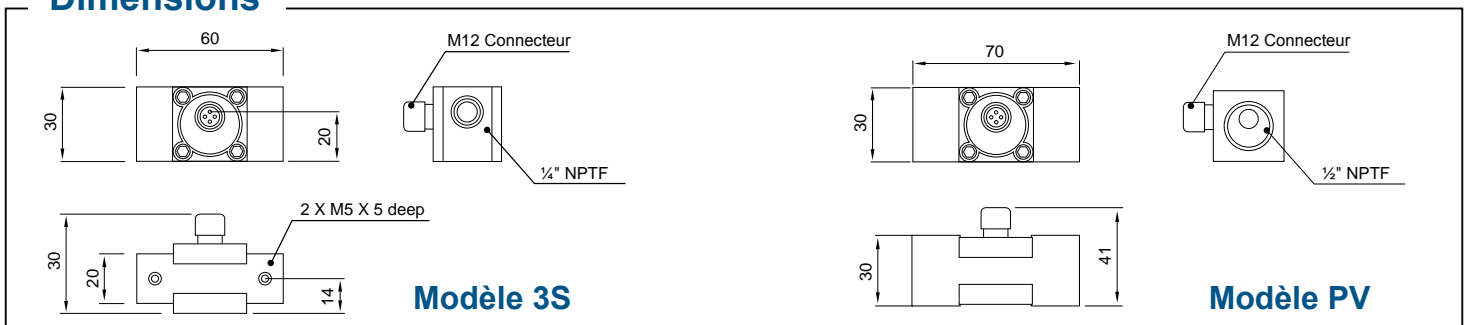 Dimensions
60
M12 Connecteur
30
20
¼" NPTF
2 X M5 X 5 deep
30
20
14
Modèle 3S
70
M12 Connecteur
30
½" NPTF
30
41
Modèle PV